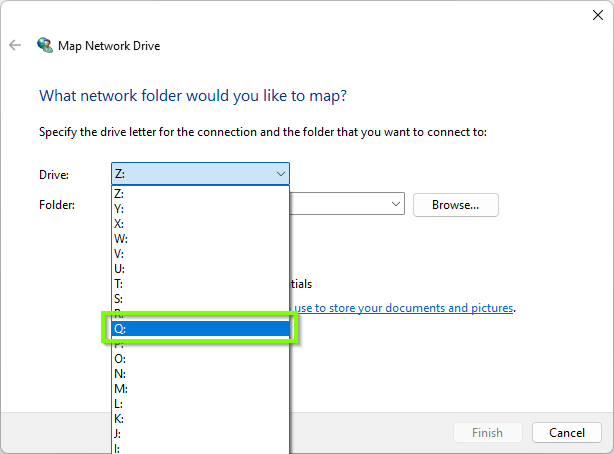 Map Network Drive
What network folder would you like to map?
Specify the drive letter for the connection and the folder that you want to connect to:
Drive: Z:
Z:
Y:
X:
Folder: Browse...
W:
V:
U:
T: tials
S:
R: use to store your documents and pictures.
Q:
P:
O:
N:
M:
L:
K:
J:
I:
Finish Cancel